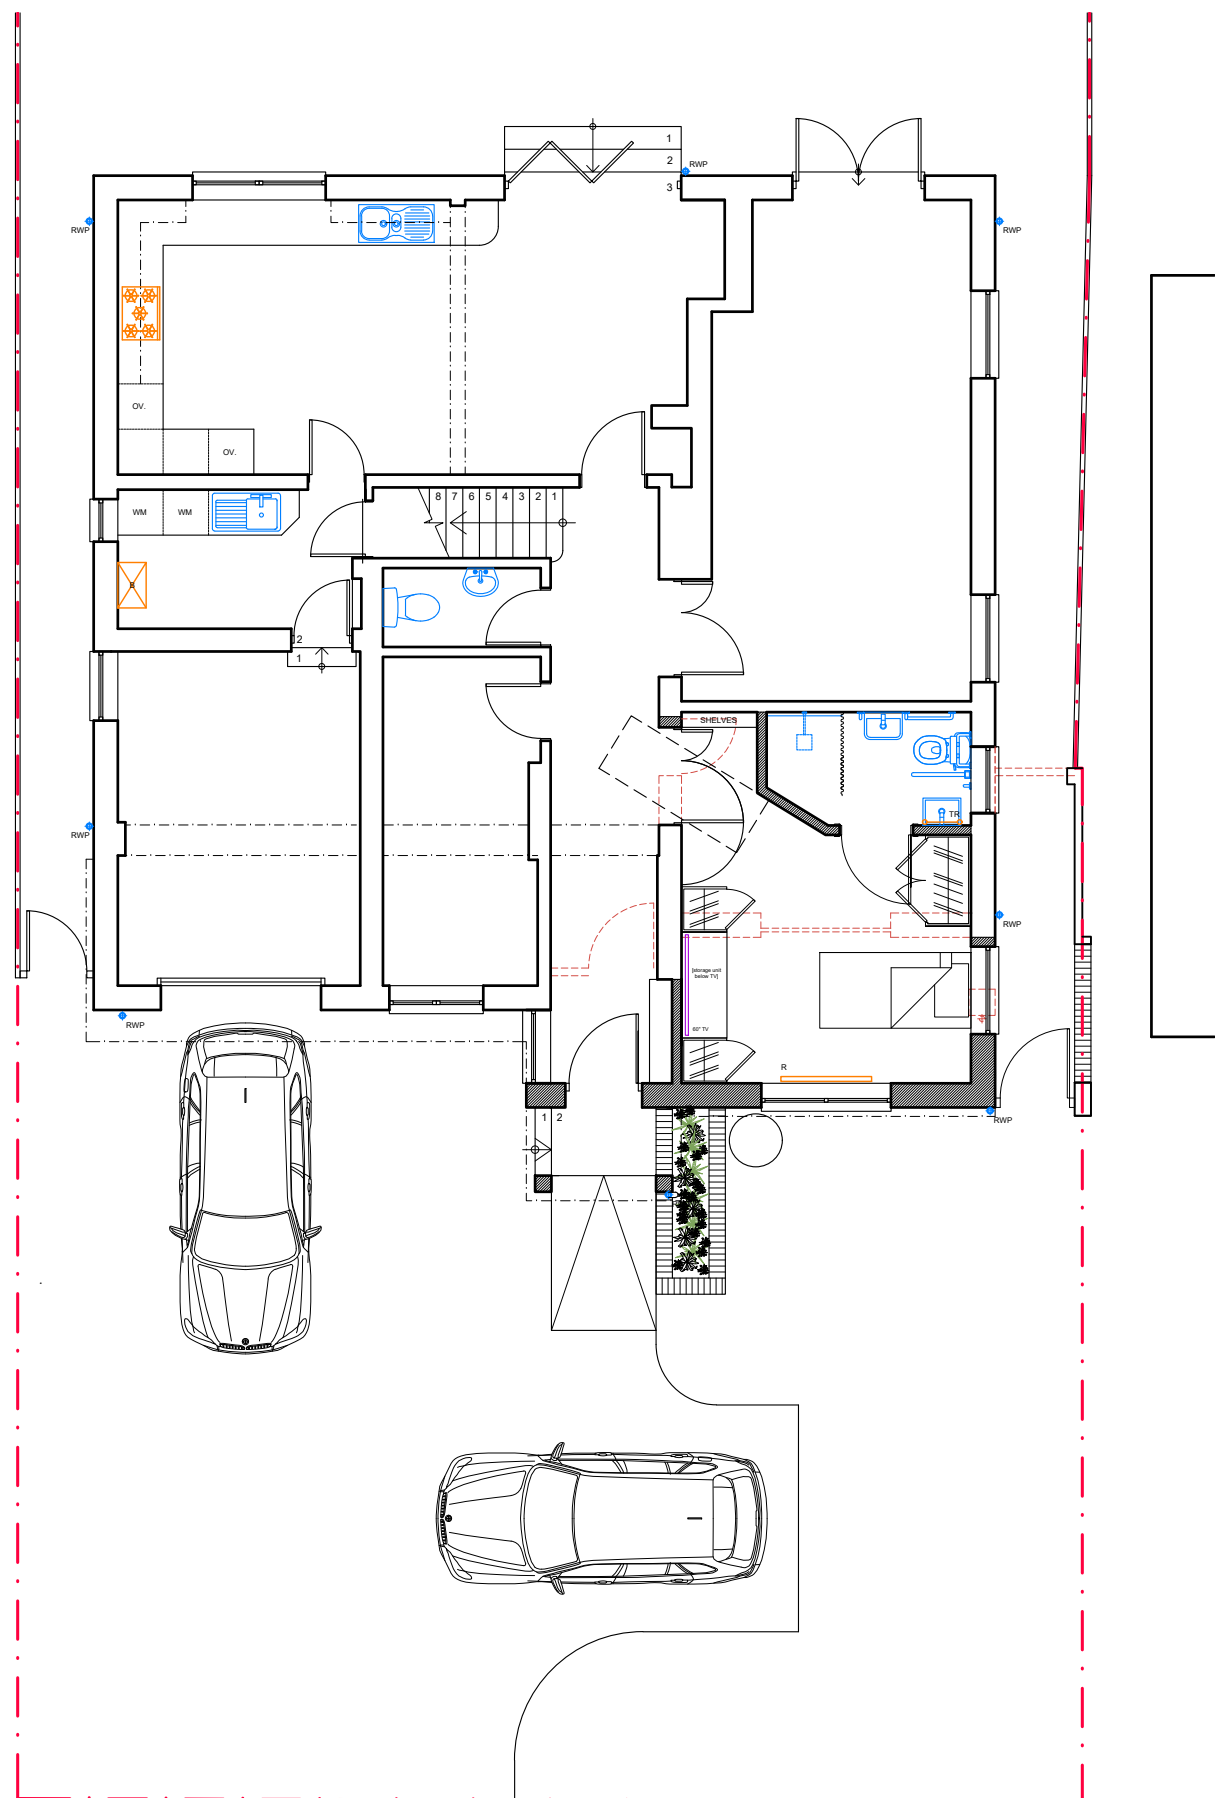 1
2
RWP
3
RWP
RWP
OV.
OV.
8 7 6 5 4 3 2 1
WM WM
B
2
1
SHELVES
TR
RWP
RWP
[storage unit
below TV]
60" TV
RWP
R
1 2
RWP